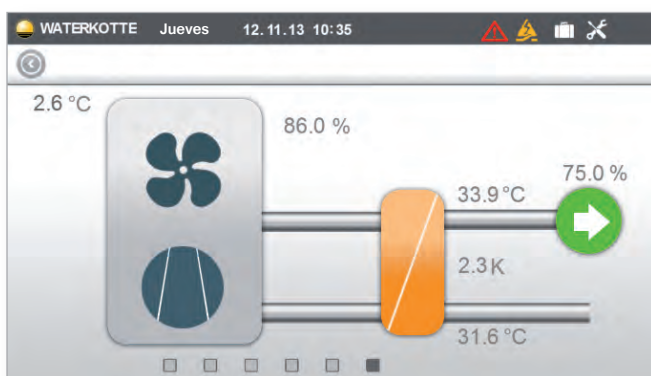 WATERKOTTE Jueves 12.11.13 10:35
2.6 °C
86.0 %
75.0 %
33.9 °C
2.3 K
31.6 °C